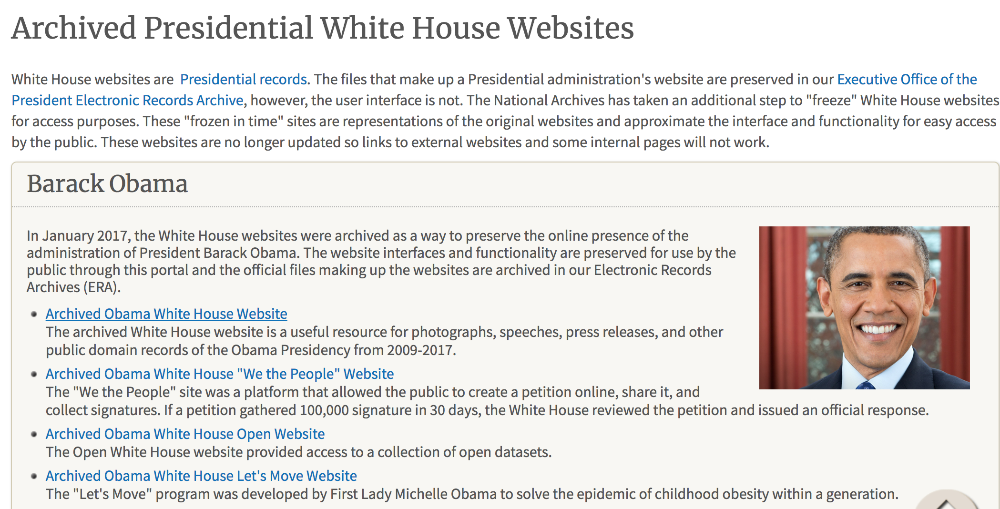 Archived Presidential White House Websites
White House websites are Presidential records. The files that make up a Presidential administration's website are preserved in our Executive Office of the
President Electronic Records Archive, however, the user interface is not. The National Archives has taken an additional step to "freeze" White House websites
for access purposes. These "frozen in time" sites are representations of the original websites and approximate the interface and functionality for easy access
by the public. These websites are no longer updated so links to external websites and some internal pages will not work.
Barack Obama
In January 2017, the White House websites were archived as a way to preserve the online presence of the
administration of President Barack Obama. The website interfaces and functionality are preserved for use by the
public through this portal and the official files making up the websites are archived in our Electronic Records
Archives (ERA).
Archived Obama White House Website
The archived White House website is a useful resource for photographs, speeches, press releases, and other
public domain records of the Obama Presidency from 2009-2017.
Archived Obama White House "We the People" Website
The "We the People" site was a platform that allowed the public to create a petition online, share it, and
collect signatures. If a petition gathered 100,000 signature in 30 days, the White House reviewed the petition and issued an official response.
Archived Obama White House Open Website
The Open White House website provided access to a collection of open datasets.
Archived Obama White House Let's Move Website
The "Let's Move" program was developed by First Lady Michelle Obama to solve the epidemic of childhood obesity within a generation.